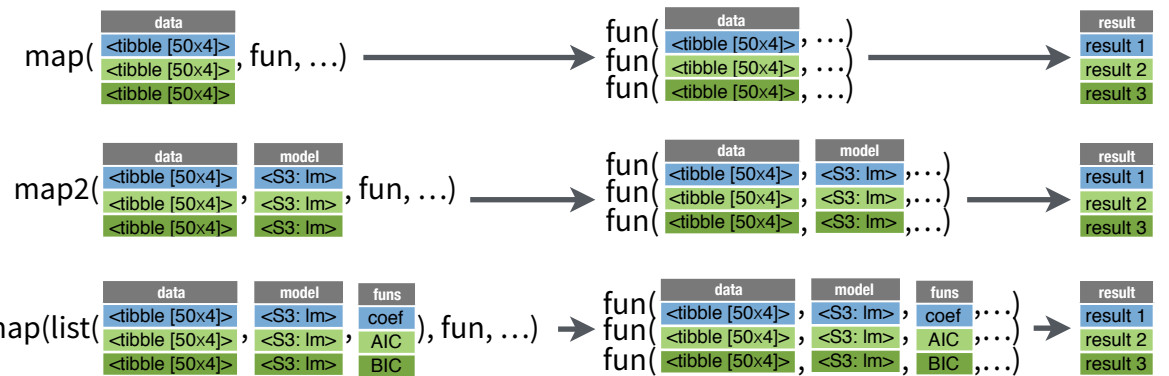 data data result
map( <tibble [50x4]> , fun, …) fun( <tibble [50x4]> , …) result 1
<tibble [50x4]> fun( <tibble [50x4]> , …) result 2
<tibble [50x4]> fun( <tibble [50x4]> , …) result 3
data model data model result
map2( <tibble [50x4]> , <S3: lm> , fun, …) fun( <tibble [50x4]> , <S3: lm> ,…) result 1
<tibble [50x4]> <S3: lm> fun( <tibble [50x4]> , <S3: lm> ,…) result 2
<tibble [50x4]> <S3: lm> fun( <tibble [50x4]> , <S3: lm> ,…) result 3
data model funs data model funs result
map(list( <tibble [50x4]> , <S3: lm> , coef ), fun, …) fun( <tibble [50x4]> , <S3: lm> , coef ,…) result 1
<tibble [50x4]> <S3: lm> AIC fun( <tibble [50x4]> , <S3: lm> , AIC ,…) result 2
<tibble [50x4]> <S3: lm> BIC fun( <tibble [50x4]> , <S3: lm> , BIC ,…) result 3